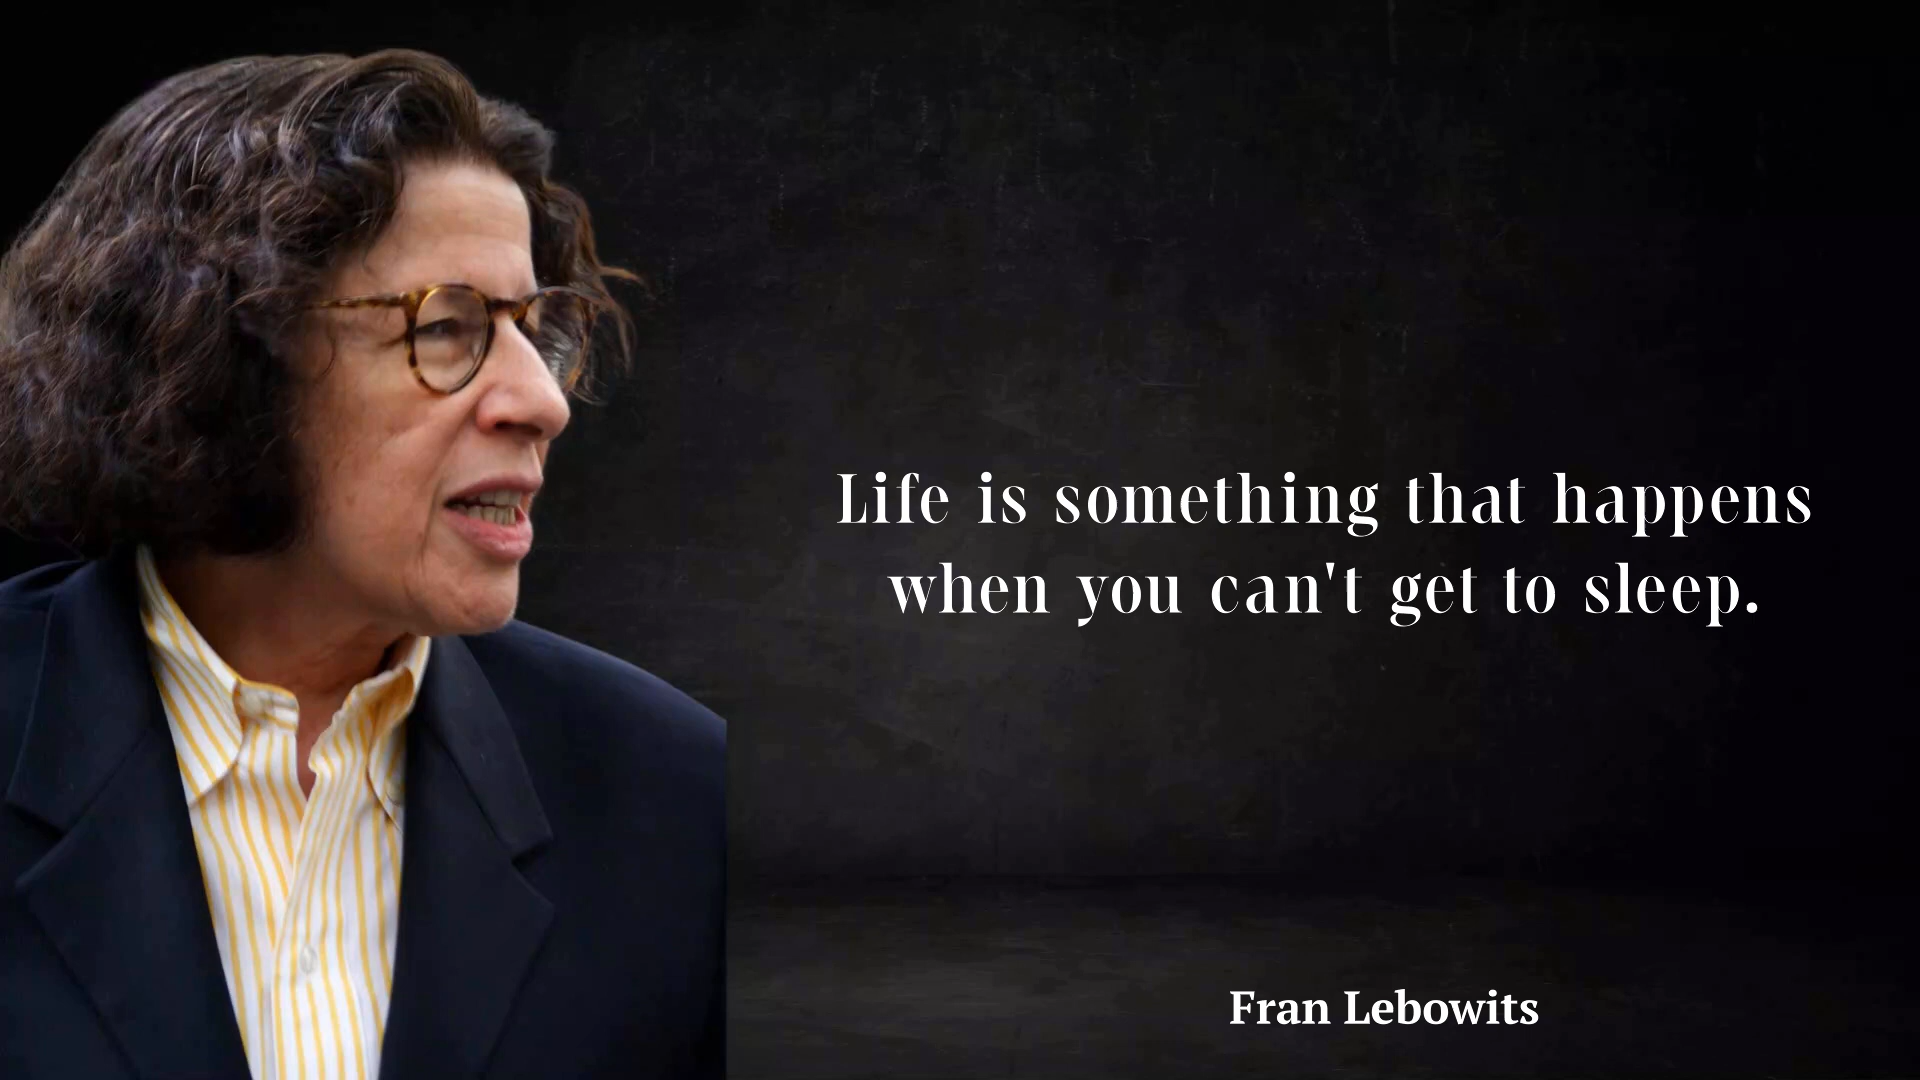 Life is something that happens
when you can't get to sleep.
Fran Lebowits